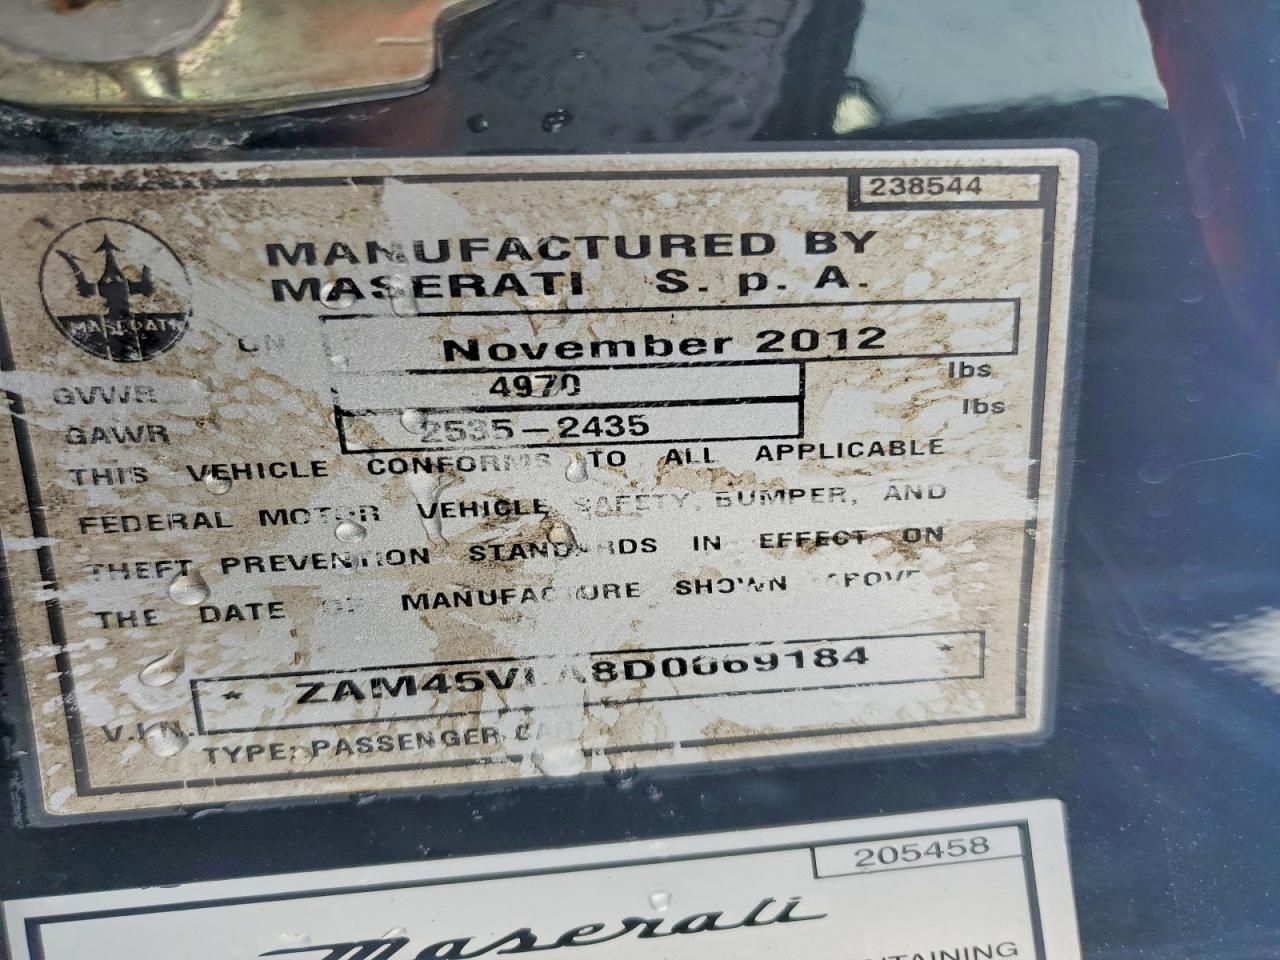 238544
MASERATI
MANUFACTURED BY
MASERATI S.p.A.
ON November 2012
GVWR 4970 lbs
GAWR 2535-2435 lbs
THIS VEHICLE CONFORMS TO ALL APPLICABLE
FEDERAL MOTOR VEHICLE SAFETY, BUMPER, AND
THEFT PREVENTION STANDARDS IN EFFECT ON
THE DATE OF MANUFACTURE SHOWN ABOVE
V.I.N. * *
TYPE: PASSENGER CAR
205458
Maserati